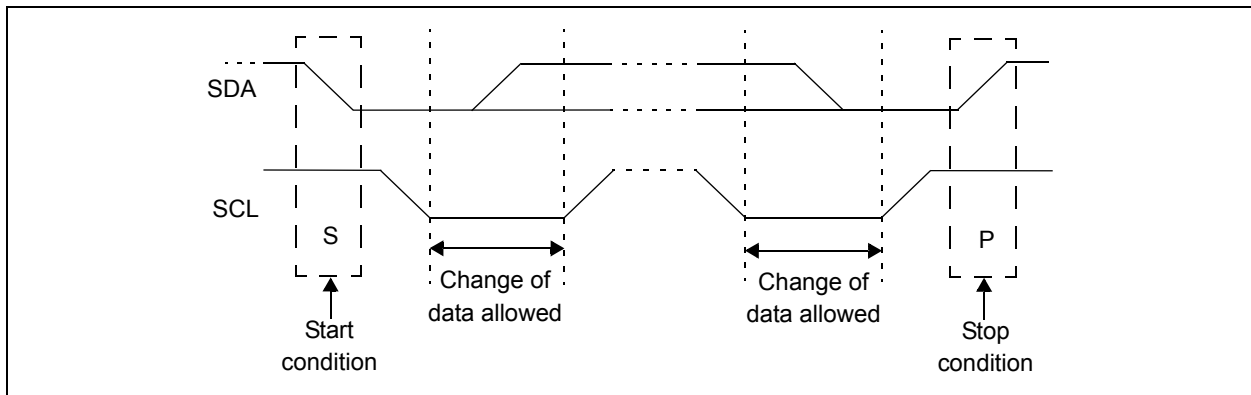 SDA
SCL
S
P
Change of
data allowed
Change of
data allowed
Start
condition
Stop
condition